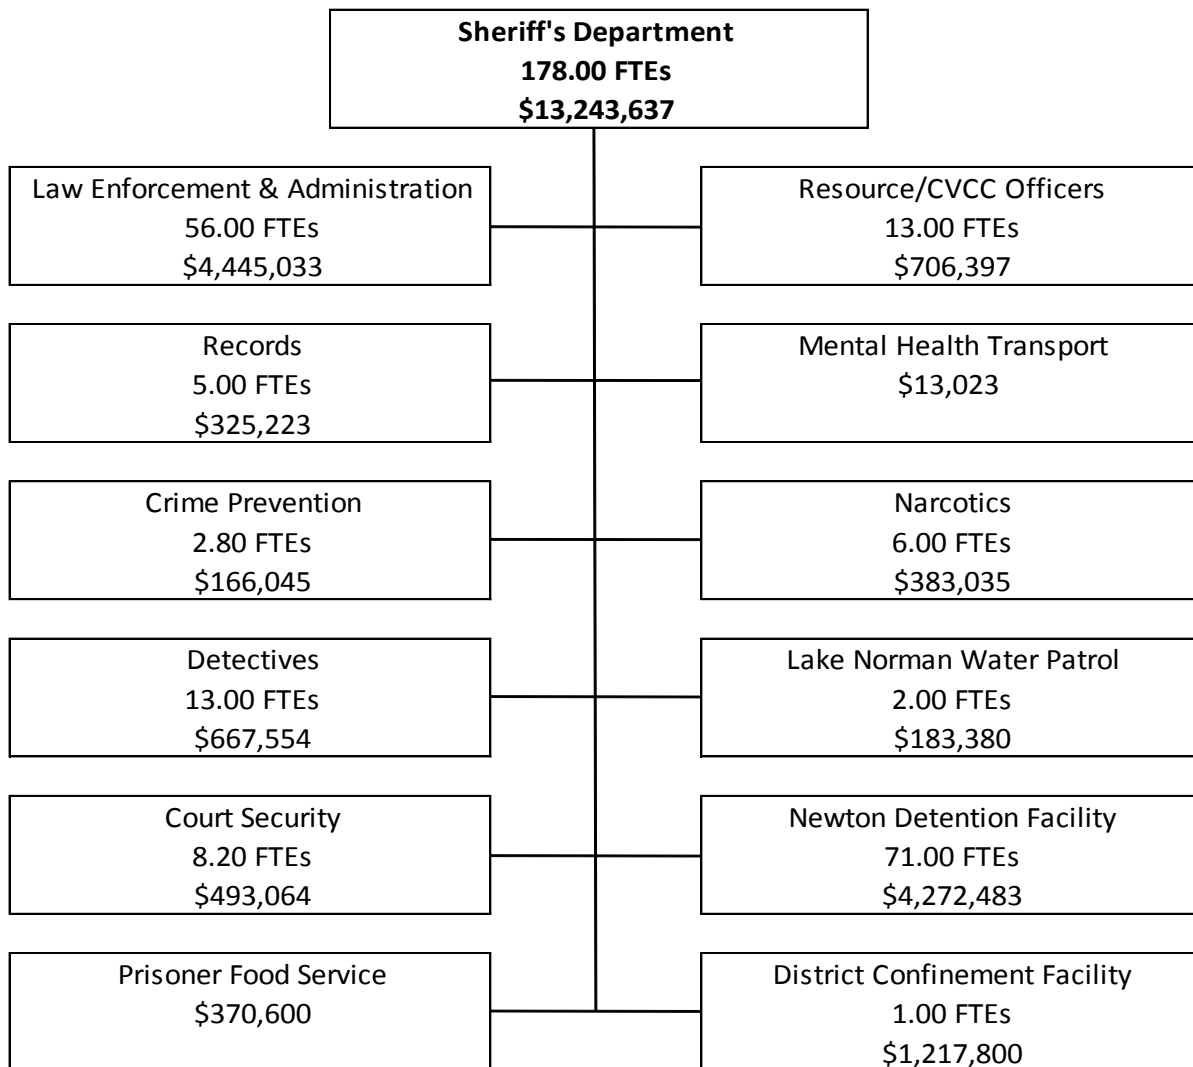 Sheriff's Department
178.00 FTEs
$13,243,637
Law Enforcement & Administration
56.00 FTEs
$4,445,033
Resource/CVCC Officers
13.00 FTEs
$706,397
Records
5.00 FTEs
$325,223
Mental Health Transport
$13,023
Crime Prevention
2.80 FTEs
$166,045
Narcotics
6.00 FTEs
$383,035
Detectives
13.00 FTEs
$667,554
Lake Norman Water Patrol
2.00 FTEs
$183,380
Court Security
8.20 FTEs
$493,064
Newton Detention Facility
71.00 FTEs
$4,272,483
Prisoner Food Service
$370,600
District Confinement Facility
1.00 FTEs
$1,217,800